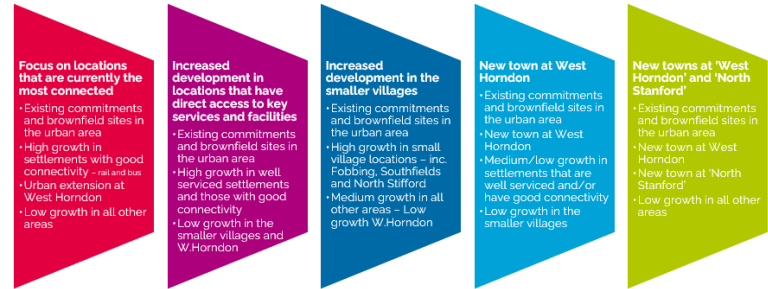 Focus on locations
that are currently the
most connected
•Existing commitments
and brownfield sites in
the urban area
•High growth in
settlements with good
connectivity – rail and bus
•Urban extension at
West Horndon
•Low growth in all other
areas
Increased
development in
locations that have
direct access to key
services and facilities
•Existing commitments
and brownfield sites in
the urban area
•High growth in well
serviced settlements
and those with good
connectivity
•Low growth in the
smaller villages and
W.Horndon
Increased
development in the
smaller villages
•Existing commitments
and brownfield sites in
the urban area
•High growth in small
village locations – inc.
Fobbing, Southfields
and North Stifford
•Medium growth in all
other areas – Low
growth W.Horndon
New town at West
Horndon
•Existing commitments
and brownfield sites in
the urban area
•New town at West
Horndon
•Medium/low growth in
settlements that are
well serviced and/or
have good connectivity
•Low growth in the
smaller villages
New towns at 'West
Horndon' and 'North
Stanford'
•Existing commitments
and brownfield sites in
the urban area
•New town at West
Horndon
•New town at 'North
Stanford'
•Low growth in all other
areas